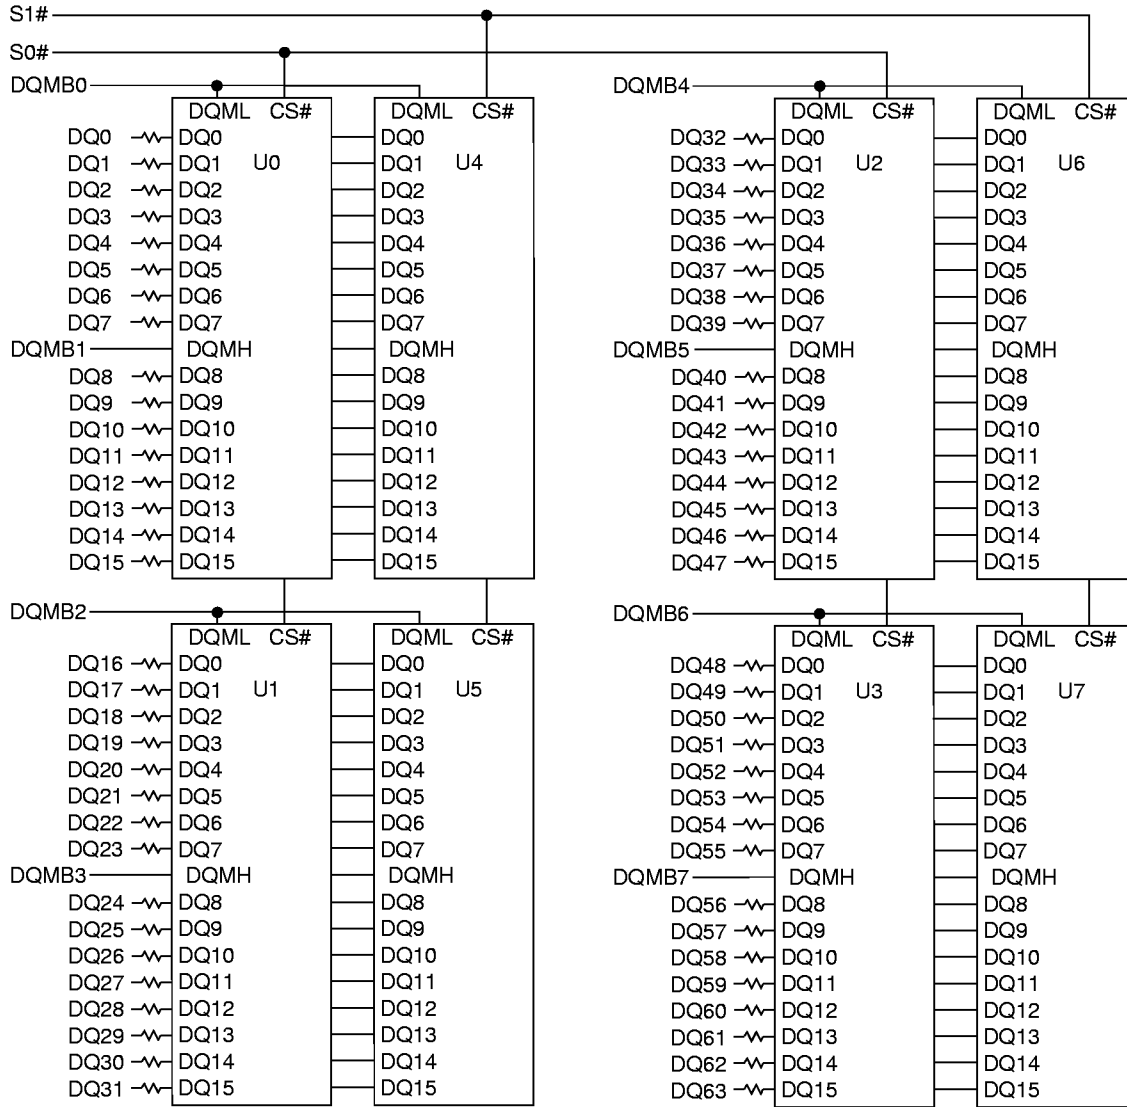 S1#
S0#
DQMB0 DQMB4
DQML CS# DQML CS# DQML CS# DQML CS#
DQ0 DQ0 DQ0 DQ32 DQ0 DQ0
DQ1 DQ1 U0 DQ1 U4 DQ33 DQ1 U2 DQ1 U6
DQ2 DQ2 DQ2 DQ34 DQ2 DQ2
DQ3 DQ3 DQ3 DQ35 DQ3 DQ3
DQ4 DQ4 DQ4 DQ36 DQ4 DQ4
DQ5 DQ5 DQ5 DQ37 DQ5 DQ5
DQ6 DQ6 DQ6 DQ38 DQ6 DQ6
DQ7 DQ7 DQ7 DQ39 DQ7 DQ7
DQMB1 DQMH DQMH DQMB5 DQMH DQMH
DQ8 DQ8 DQ8 DQ40 DQ8 DQ8
DQ9 DQ9 DQ9 DQ41 DQ9 DQ9
DQ10 DQ10 DQ10 DQ42 DQ10 DQ10
DQ11 DQ11 DQ11 DQ43 DQ11 DQ11
DQ12 DQ12 DQ12 DQ44 DQ12 DQ12
DQ13 DQ13 DQ13 DQ45 DQ13 DQ13
DQ14 DQ14 DQ14 DQ46 DQ14 DQ14
DQ15 DQ15 DQ15 DQ47 DQ15 DQ15
DQMB2 DQMB6
DQML CS# DQML CS# DQML CS# DQML CS#
DQ16 DQ0 DQ0 DQ48 DQ0 DQ0
DQ17 DQ1 U1 DQ1 U5 DQ49 DQ1 U3 DQ1 U7
DQ18 DQ2 DQ2 DQ50 DQ2 DQ2
DQ19 DQ3 DQ3 DQ51 DQ3 DQ3
DQ20 DQ4 DQ4 DQ52 DQ4 DQ4
DQ21 DQ5 DQ5 DQ53 DQ5 DQ5
DQ22 DQ6 DQ6 DQ54 DQ6 DQ6
DQ23 DQ7 DQ7 DQ55 DQ7 DQ7
DQMB3 DQMH DQMH DQMB7 DQMH DQMH
DQ24 DQ8 DQ8 DQ56 DQ8 DQ8
DQ25 DQ9 DQ9 DQ57 DQ9 DQ9
DQ26 DQ10 DQ10 DQ58 DQ10 DQ10
DQ27 DQ11 DQ11 DQ59 DQ11 DQ11
DQ28 DQ12 DQ12 DQ60 DQ12 DQ12
DQ29 DQ13 DQ13 DQ61 DQ13 DQ13
DQ30 DQ14 DQ14 DQ62 DQ14 DQ14
DQ31 DQ15 DQ15 DQ63 DQ15 DQ15